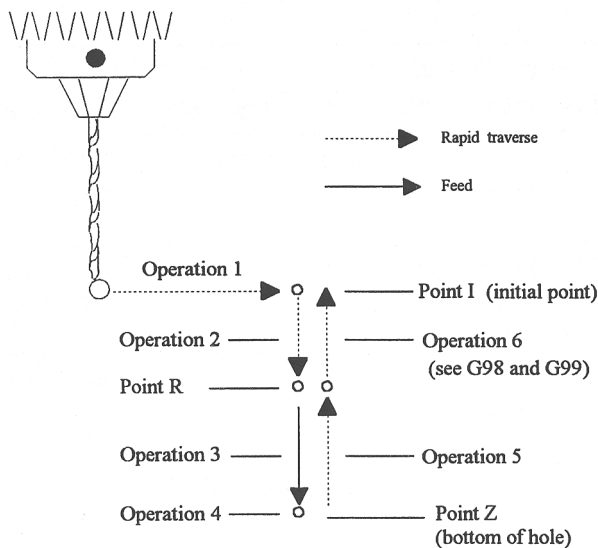 Rapid traverse
Feed
Operation 1
Point I (initial point)
Operation 2
Operation 6
(see G98 and G99)
Point R
Operation 3
Operation 5
Operation 4
Point Z
(bottom of hole)